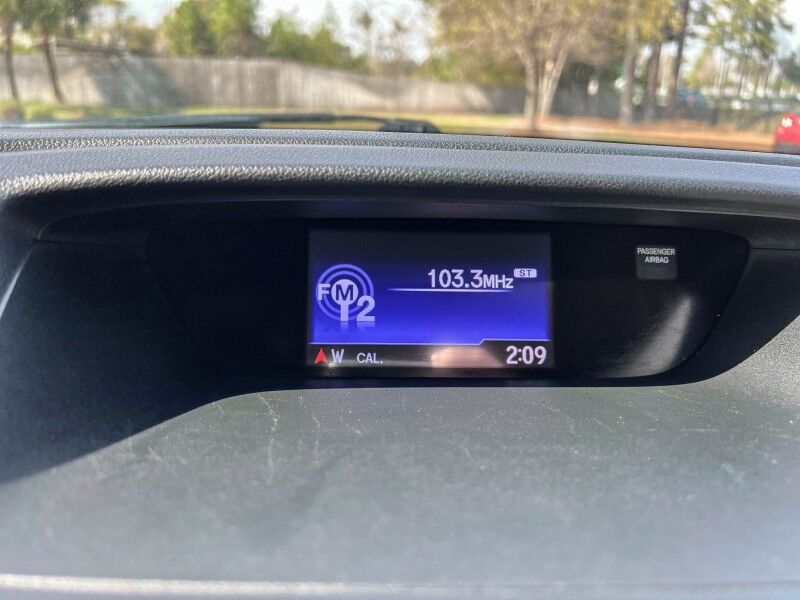 PASSENGER
AIRBAG
103.3MHz ST
FM2
W CAL. 2:09